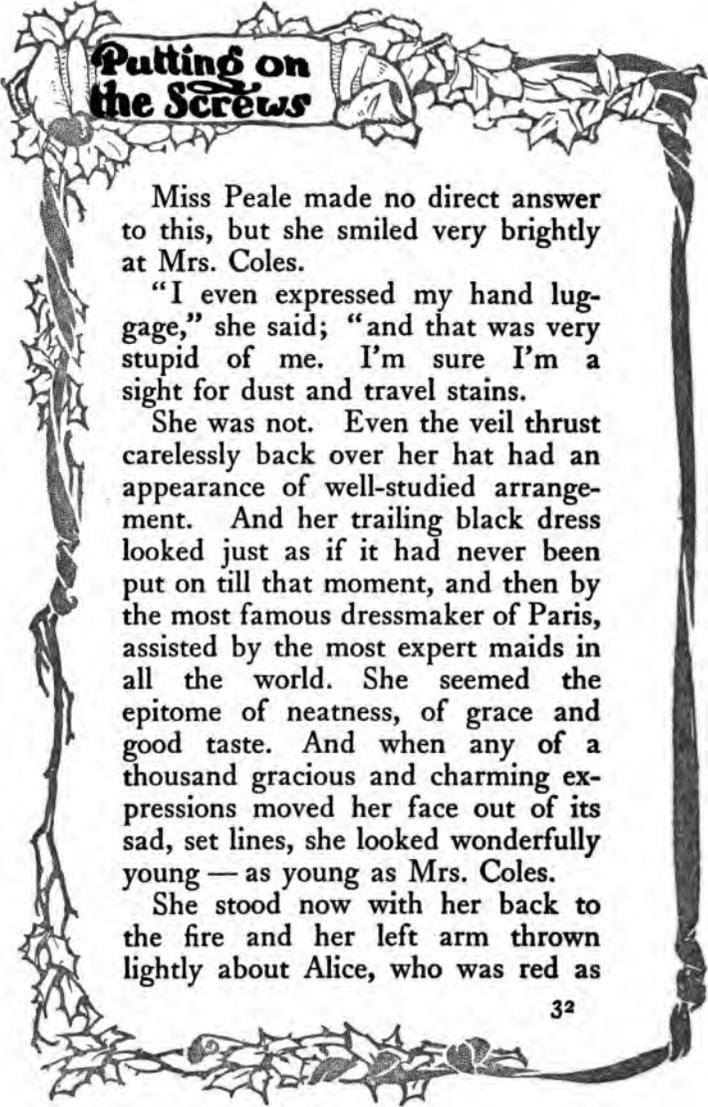 Putting on
the Screws
Miss Peale made no direct answer
to this, but she smiled very brightly
at Mrs. Coles.
“I even expressed my hand lug-
gage,” she said; “and that was very
stupid of me. I’m sure I’m a
sight for dust and travel stains.
She was not. Even the veil thrust
carelessly back over her hat had an
appearance of well-studied arrange-
ment. And her trailing black dress
looked just as if it had never been
put on till that moment, and then by
the most famous dressmaker of Paris,
assisted by the most expert maids in
all the world. She seemed the
epitome of neatness, of grace and
good taste. And when any of a
thousand gracious and charming ex-
pressions moved her face out of its
sad, set lines, she looked wonderfully
young — as young as Mrs. Coles.
She stood now with her back to
the fire and her left arm thrown
lightly about Alice, who was red as
32